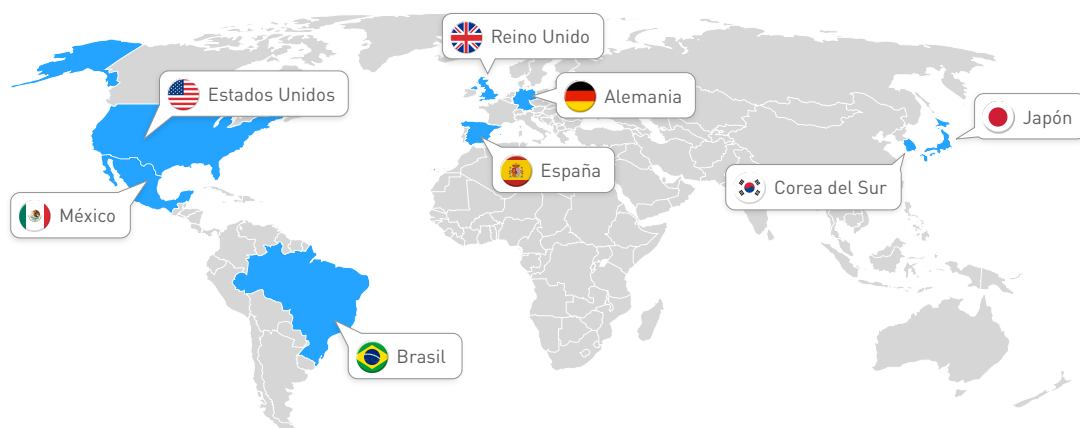 Reino Unido
Estados Unidos
Alemania
Japón
España
Corea del Sur
México
Brasil